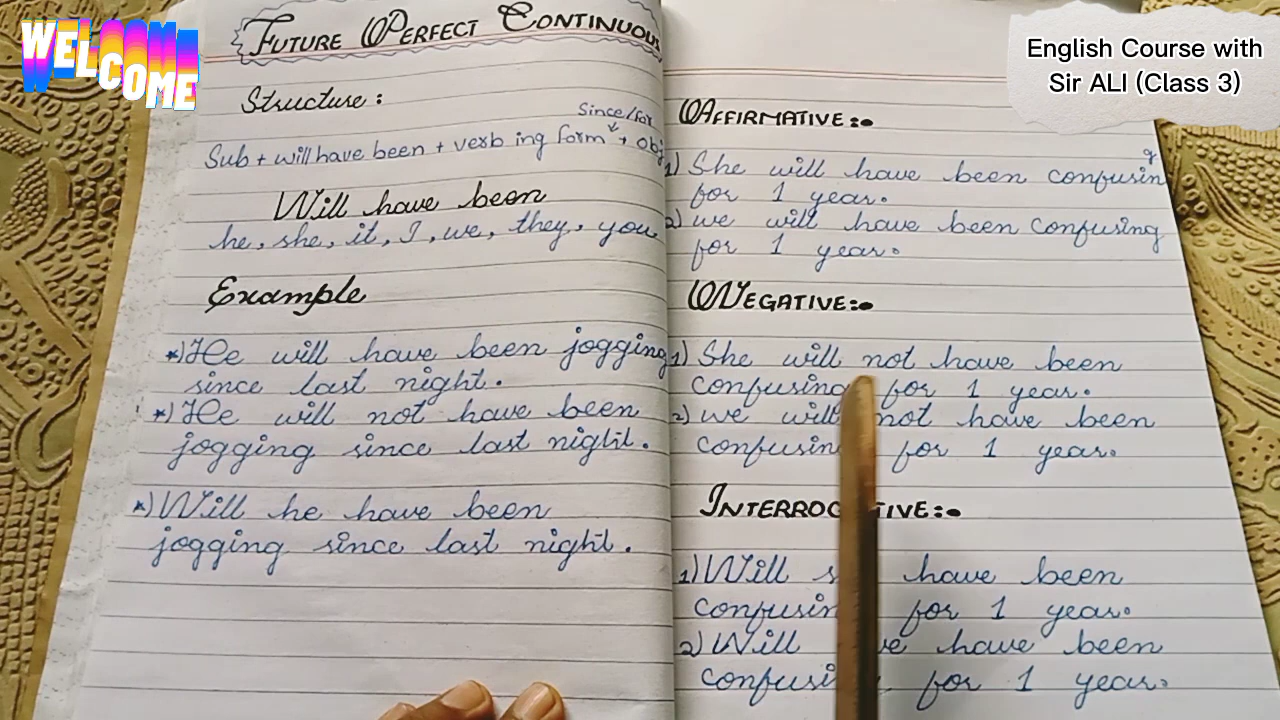 WELCOME
English Course with
Sir ALI (Class 3)
FUTURE PERFECT CONTINUOUS
Structure:
Since/for
Sub + will have been + verb ing form + obj
Will have been
he, she, it, I, we, they, you
Example
*) He will have been jogging
since last night.
*) He will not have been
jogging since last night.
*) Will he have been
jogging since last night.
AFFIRMATIVE:
1) She will have been confusing
for 1 year.
2) we will have been confusing
for 1 year.
NEGATIVE:
1) She will not have been
confusing for 1 year.
2) we will not have been
confusing for 1 year.
INTERROGATIVE:
1) Will have been
for 1 year.
2) Will have been
for 1 year.